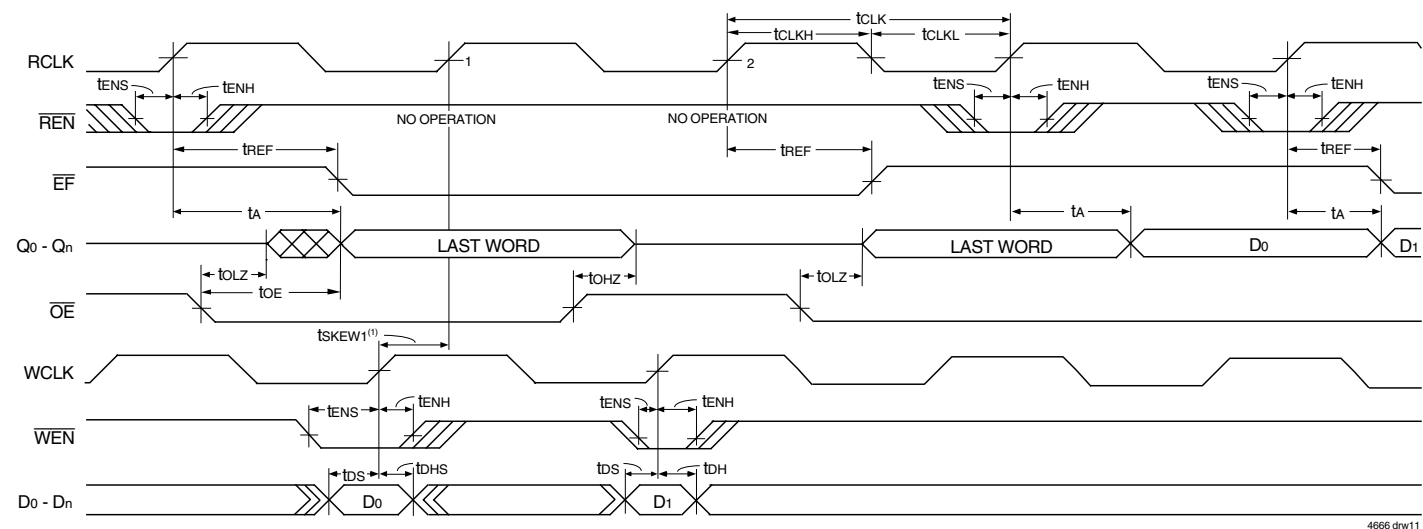 tCLK
tCLKH tCLKL
RCLK 1 2
tENS tENH tENS tENH tENS tENH
REN NO OPERATION NO OPERATION
tREF tREF tREF
EF
tA tA tA
Q0 - Qn LAST WORD LAST WORD D0 D1
tOLZ tOHZ tOLZ
tOE
OE
tSKEW1(1)
WCLK
tENS tENH tENS tENH
WEN
tDS tDHS tDS tDH
D0 - Dn D0 D1
4666 drw11